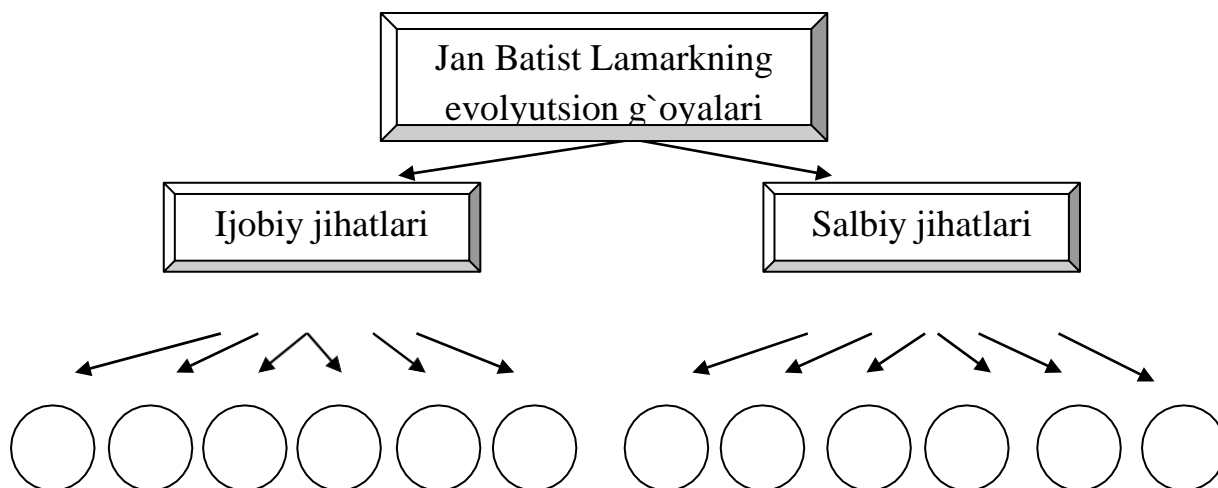 Jan Batist Lamarkning
evolyutsion g`oyalari
Ijobiy jihatlari
Salbiy jihatlari